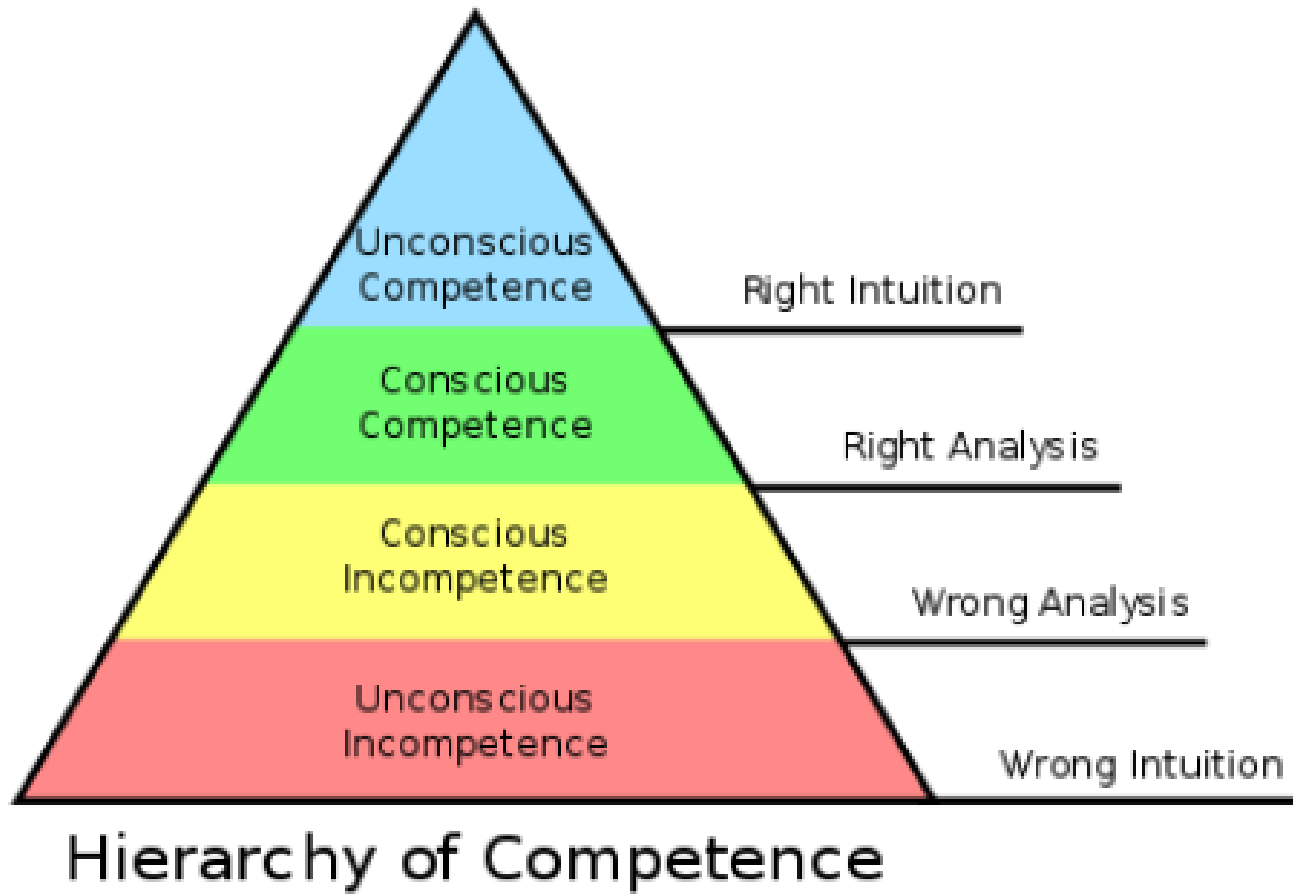 Unconscious
Competence
Right Intuition
Conscious
Competence
Right Analysis
Conscious
Incompetence
Wrong Analysis
Unconscious
Incompetence
Wrong Intuition
Hierarchy of Competence